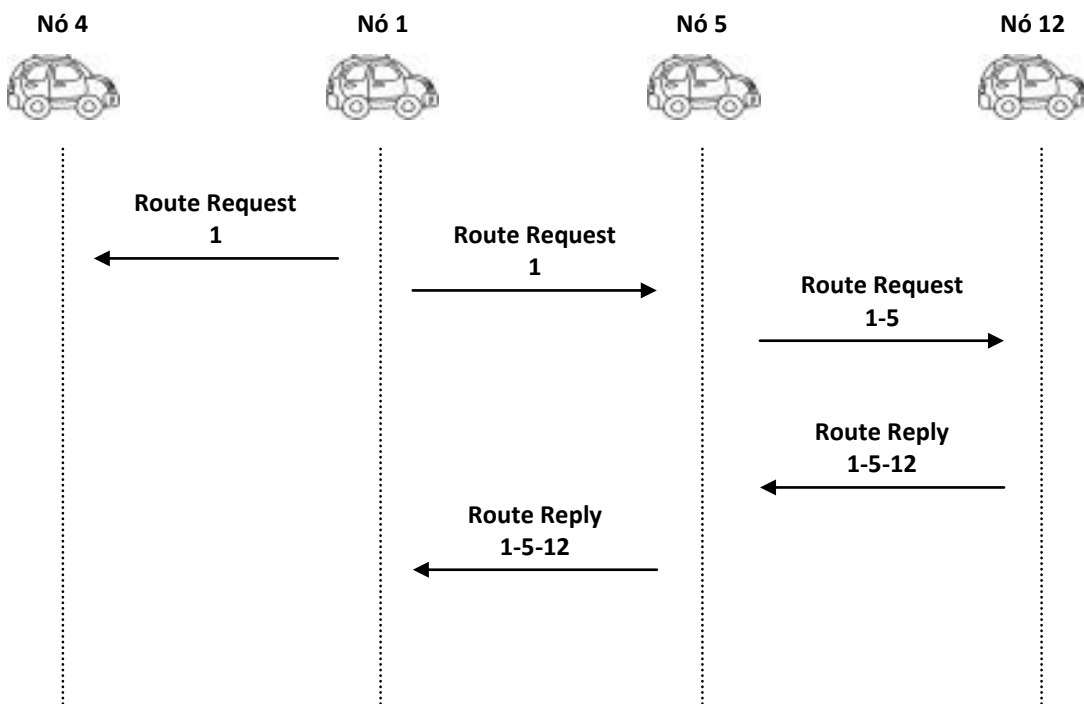 Nó 4
Nó 1
Nó 5
Nó 12
Route Request
1
Route Request
1
Route Request
1-5
Route Reply
1-5-12
Route Reply
1-5-12